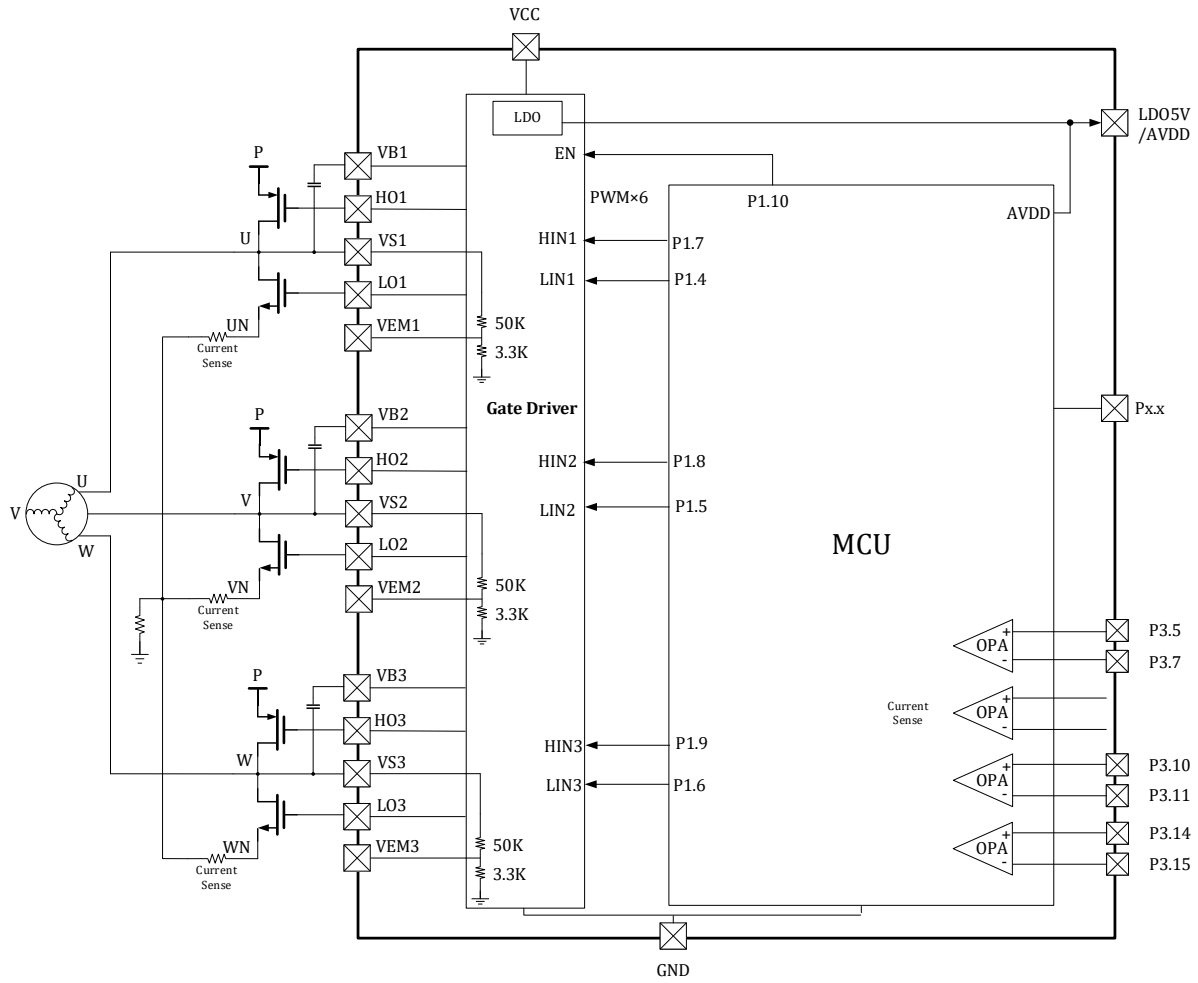 VCC
LDO
LDO5V
/AVDD
EN
P
VB1
PWM×6
P1.10
HO1
AVDD
U
VS1
HIN1
P1.7
LIN1
P1.4
LO1
UN
VEM1
50K
Current
Sense
3.3K
P
VB2
Gate Driver
Px.x
HO2
HIN2
P1.8
U
V
VS2
LIN2
P1.5
V
W
LO2
MCU
VN
VEM2
50K
Current
Sense
3.3K
OPA
+
-
P3.5
P3.7
P
VB3
Current
Sense
OPA
+
-
HO3
HIN3
P1.9
W
VS3
LIN3
P1.6
OPA
+
-
P3.10
P3.11
LO3
WN
VEM3
50K
Current
Sense
3.3K
OPA
+
-
P3.14
P3.15
GND